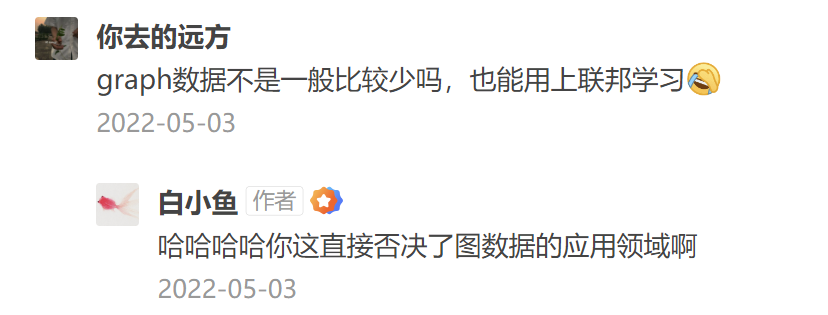 你去的远方
graph数据不是一般比较少吗，也能用上联邦学习🤣
2022-05-03
白小鱼 作者
哈哈哈哈你这直接否决了图数据的应用领域啊
2022-05-03